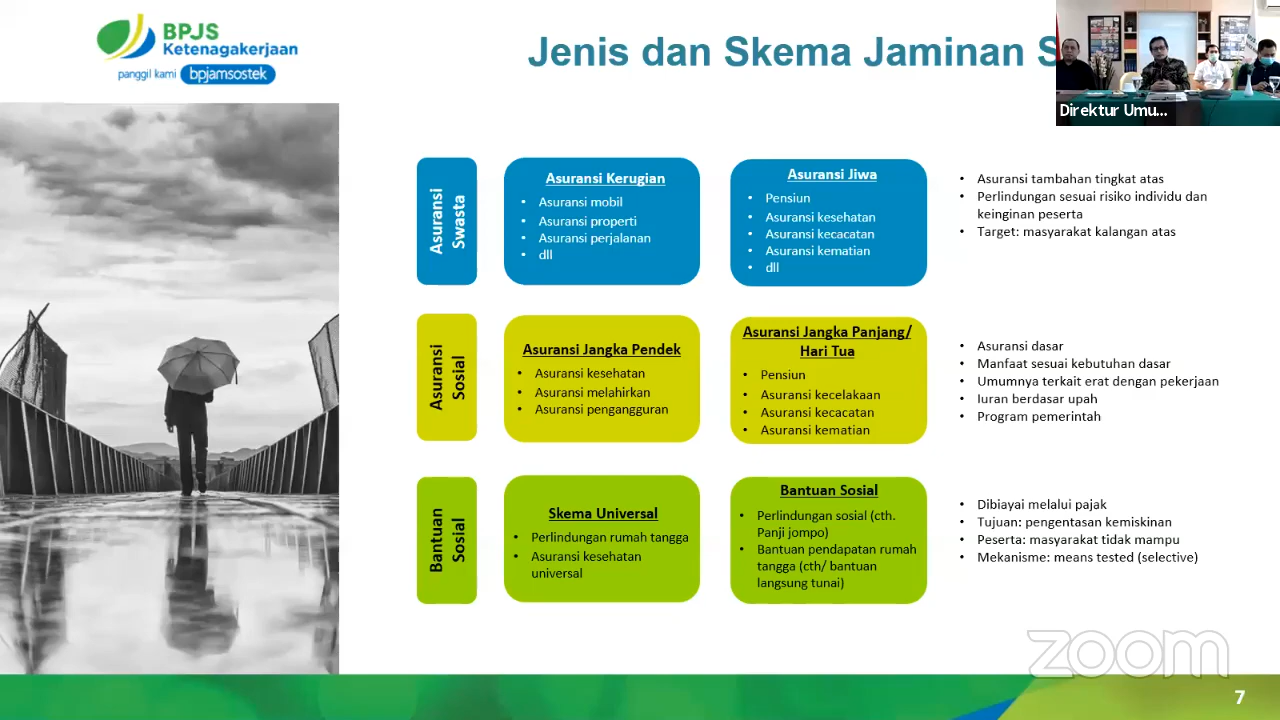 BPJS
Ketenagakerjaan
panggil kami bpjamsostek
Jenis dan Skema Jaminan S
Direktur Umu...
Asuransi
Swasta
Asuransi Kerugian
• Asuransi mobil
• Asuransi properti
• Asuransi perjalanan
• dll
Asuransi Jiwa
• Pensiun
• Asuransi kesehatan
• Asuransi kecacatan
• Asuransi kematian
• dll
• Asuransi tambahan tingkat atas
• Perlindungan sesuai risiko individu dan
keinginan peserta
• Target: masyarakat kalangan atas
Asuransi
Sosial
Asuransi Jangka Pendek
• Asuransi kesehatan
• Asuransi melahirkan
• Asuransi pengangguran
Asuransi Jangka Panjang/
Hari Tua
• Pensiun
• Asuransi kecelakaan
• Asuransi kecacatan
• Asuransi kematian
• Asuransi dasar
• Manfaat sesuai kebutuhan dasar
• Umumnya terkait erat dengan pekerjaan
• Iuran berdasar upah
• Program pemerintah
Bantuan
Sosial
Skema Universal
• Perlindungan rumah tangga
• Asuransi kesehatan
universal
Bantuan Sosial
• Perlindungan sosial (cth.
Panji jompo)
• Bantuan pendapatan rumah
tangga (cth/ bantuan
langsung tunai)
• Dibiayai melalui pajak
• Tujuan: pengentasan kemiskinan
• Peserta: masyarakat tidak mampu
• Mekanisme: means tested (selective)
zoom
7